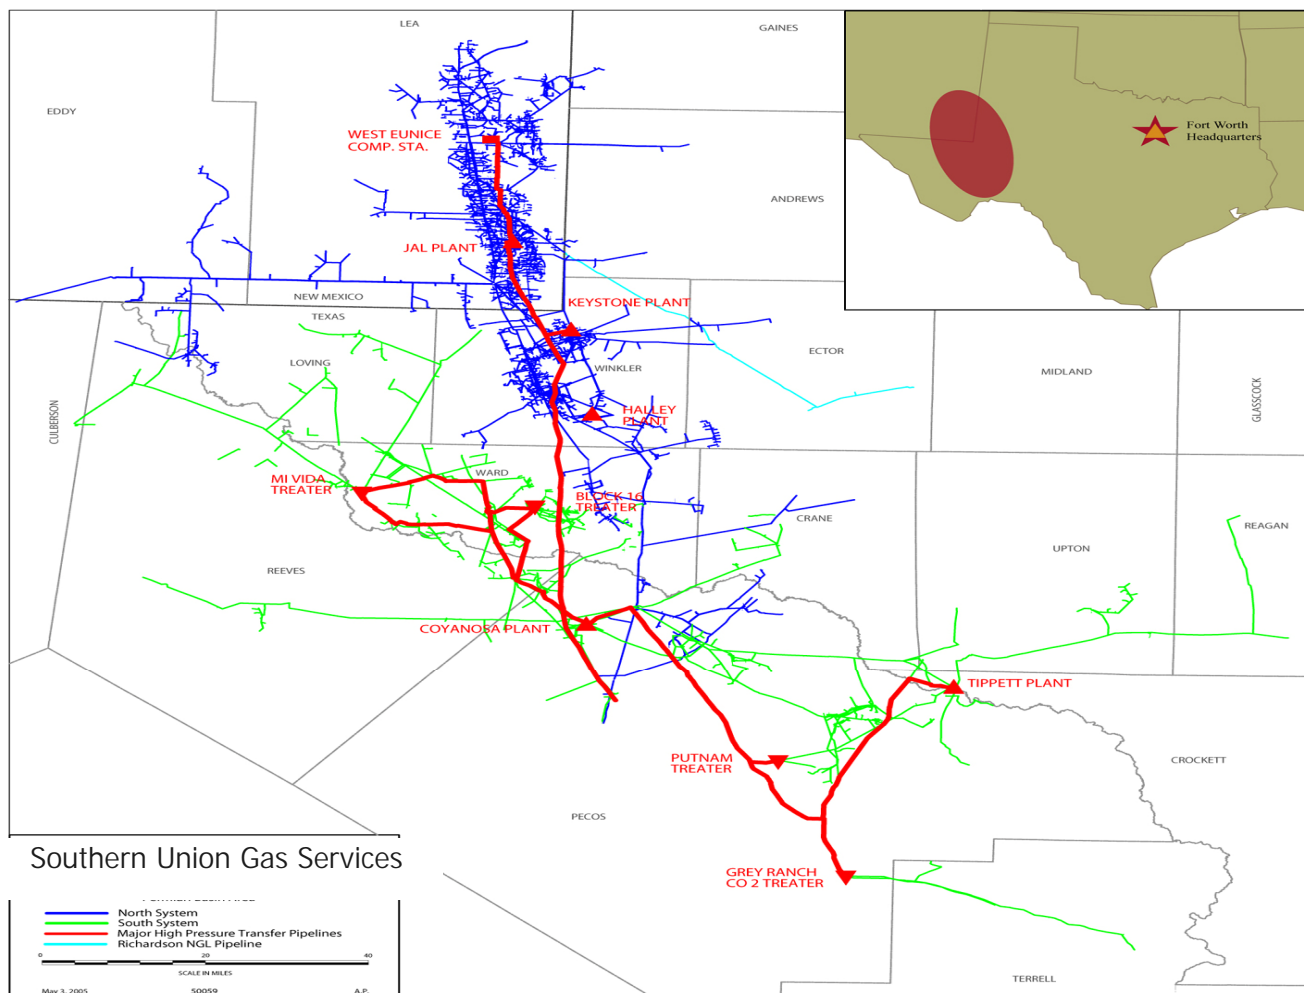 LEA
GAINES
EDDY
WEST EUNICE
COMP. STA.
Fort Worth
Headquarters
ANDREWS
JAL PLANT
NEW MEXICO
KEYSTONE PLANT
TEXAS
LOVING
WINKLER
ECTOR
MIDLAND
GLASSCOCK
CULBERSON
HALLEY
PLANT
MI VIDA
TREATER
WARD
BLOCK 16
TREATER
CRANE
REAGAN
UPTON
REEVES
COYANOSA PLANT
TIPPETT PLANT
PUTNAM
TREATER
CROCKETT
PECOS
GREY RANCH
CO 2 TREATER
TERRELL
Southern Union Gas Services
North System
South System
Major High Pressure Transfer Pipelines
Richardson NGL Pipeline
0 20 40
SCALE IN MILES
May 3, 2005 50059 A.P.